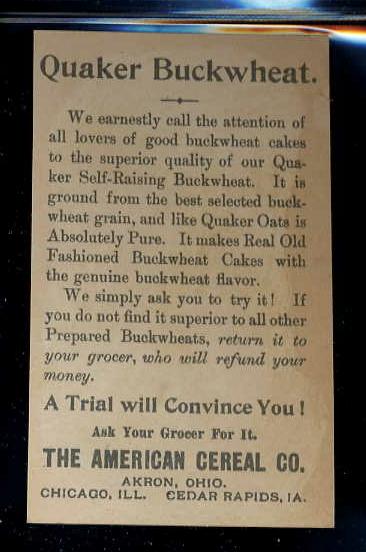 Quaker Buckwheat.
We earnestly call the attention of
all lovers of good buckwheat cakes
to the superior quality of our Qua-
ker Self-Raising Buckwheat. It is
ground from the best selected buck-
wheat grain, and like Quaker Oats is
Absolutely Pure. It makes Real Old
Fashioned Buckwheat Cakes with
the genuine buckwheat flavor.
We simply ask you to try it! If
you do not find it superior to all other
Prepared Buckwheats, return it to
your grocer, who will refund your
money.
A Trial will Convince You!
Ask Your Grocer For It.
THE AMERICAN CEREAL CO.
AKRON, OHIO.
CHICAGO, ILL. CEDAR RAPIDS, IA.